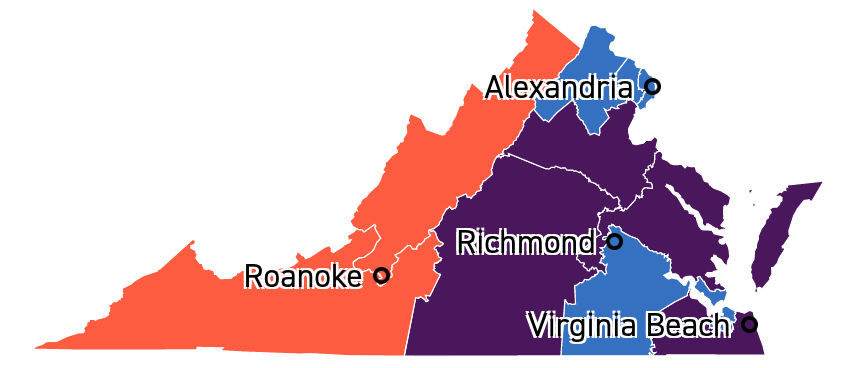 Alexandria
Richmond
Roanoke
Virginia Beach